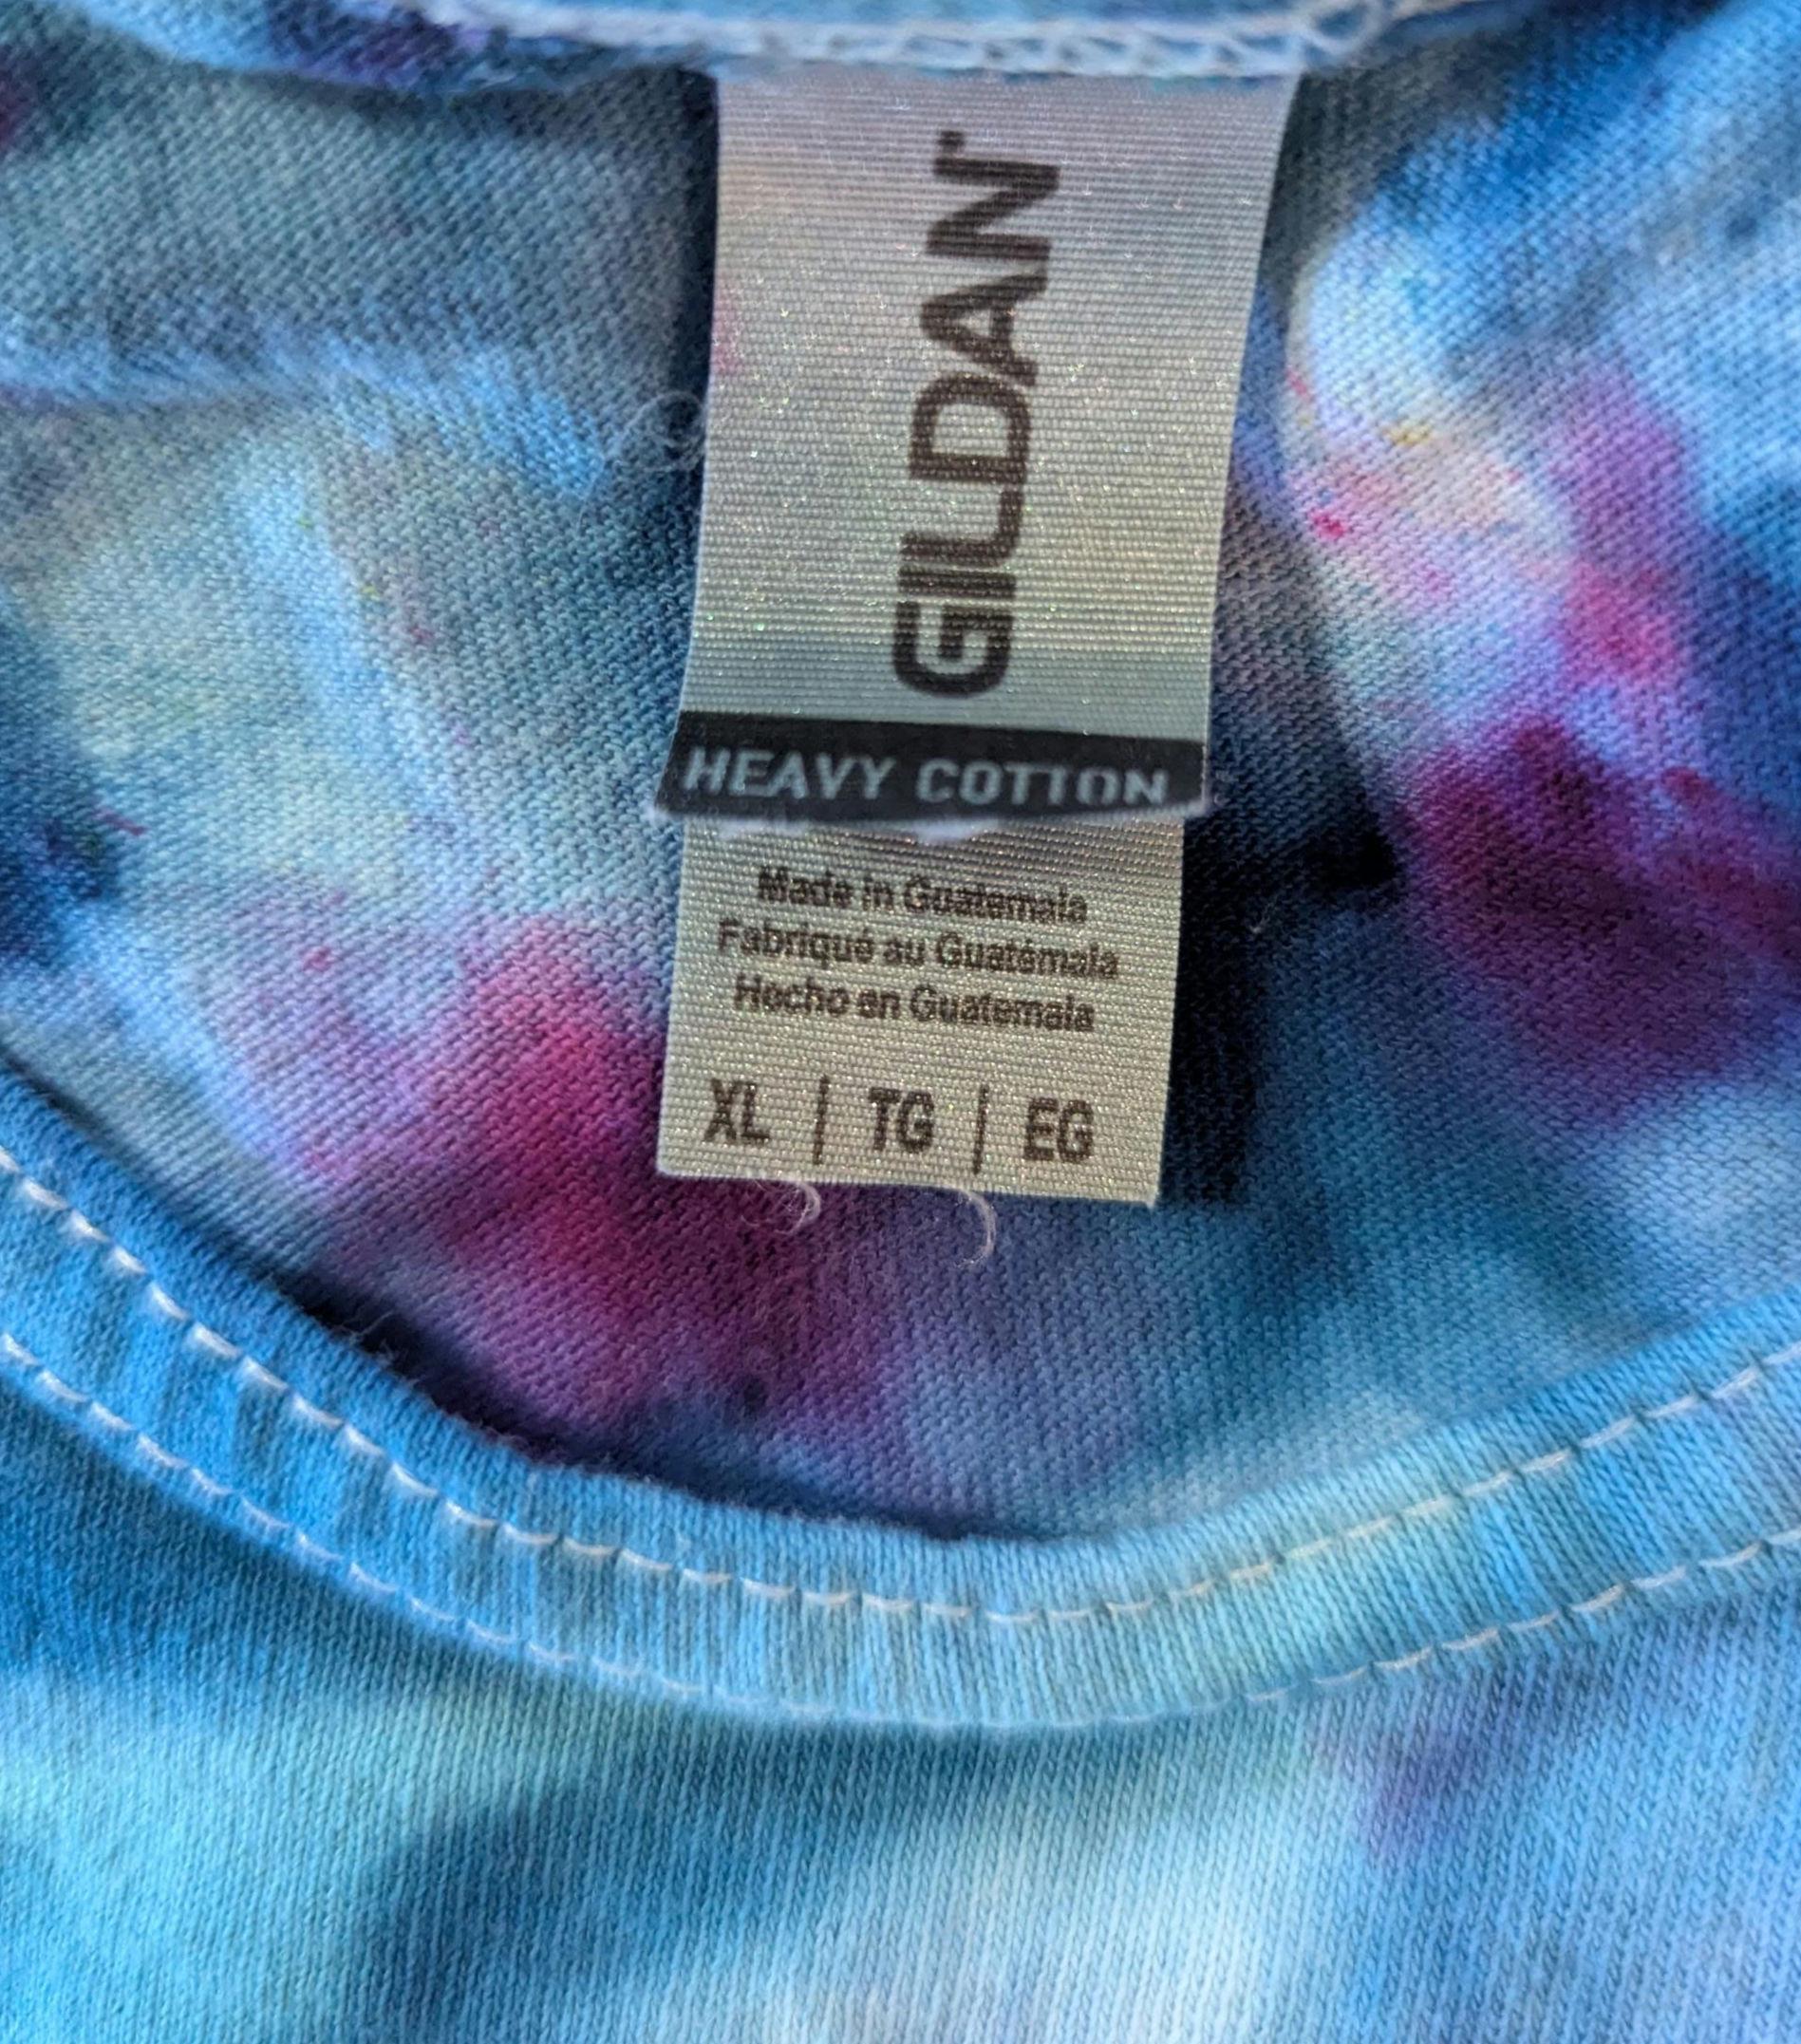 GILDAN
HEAVY COTTON
Made in Guatemala
Fabriqué au Guatémala
Hecho en Guatemala
XL | TG | EG